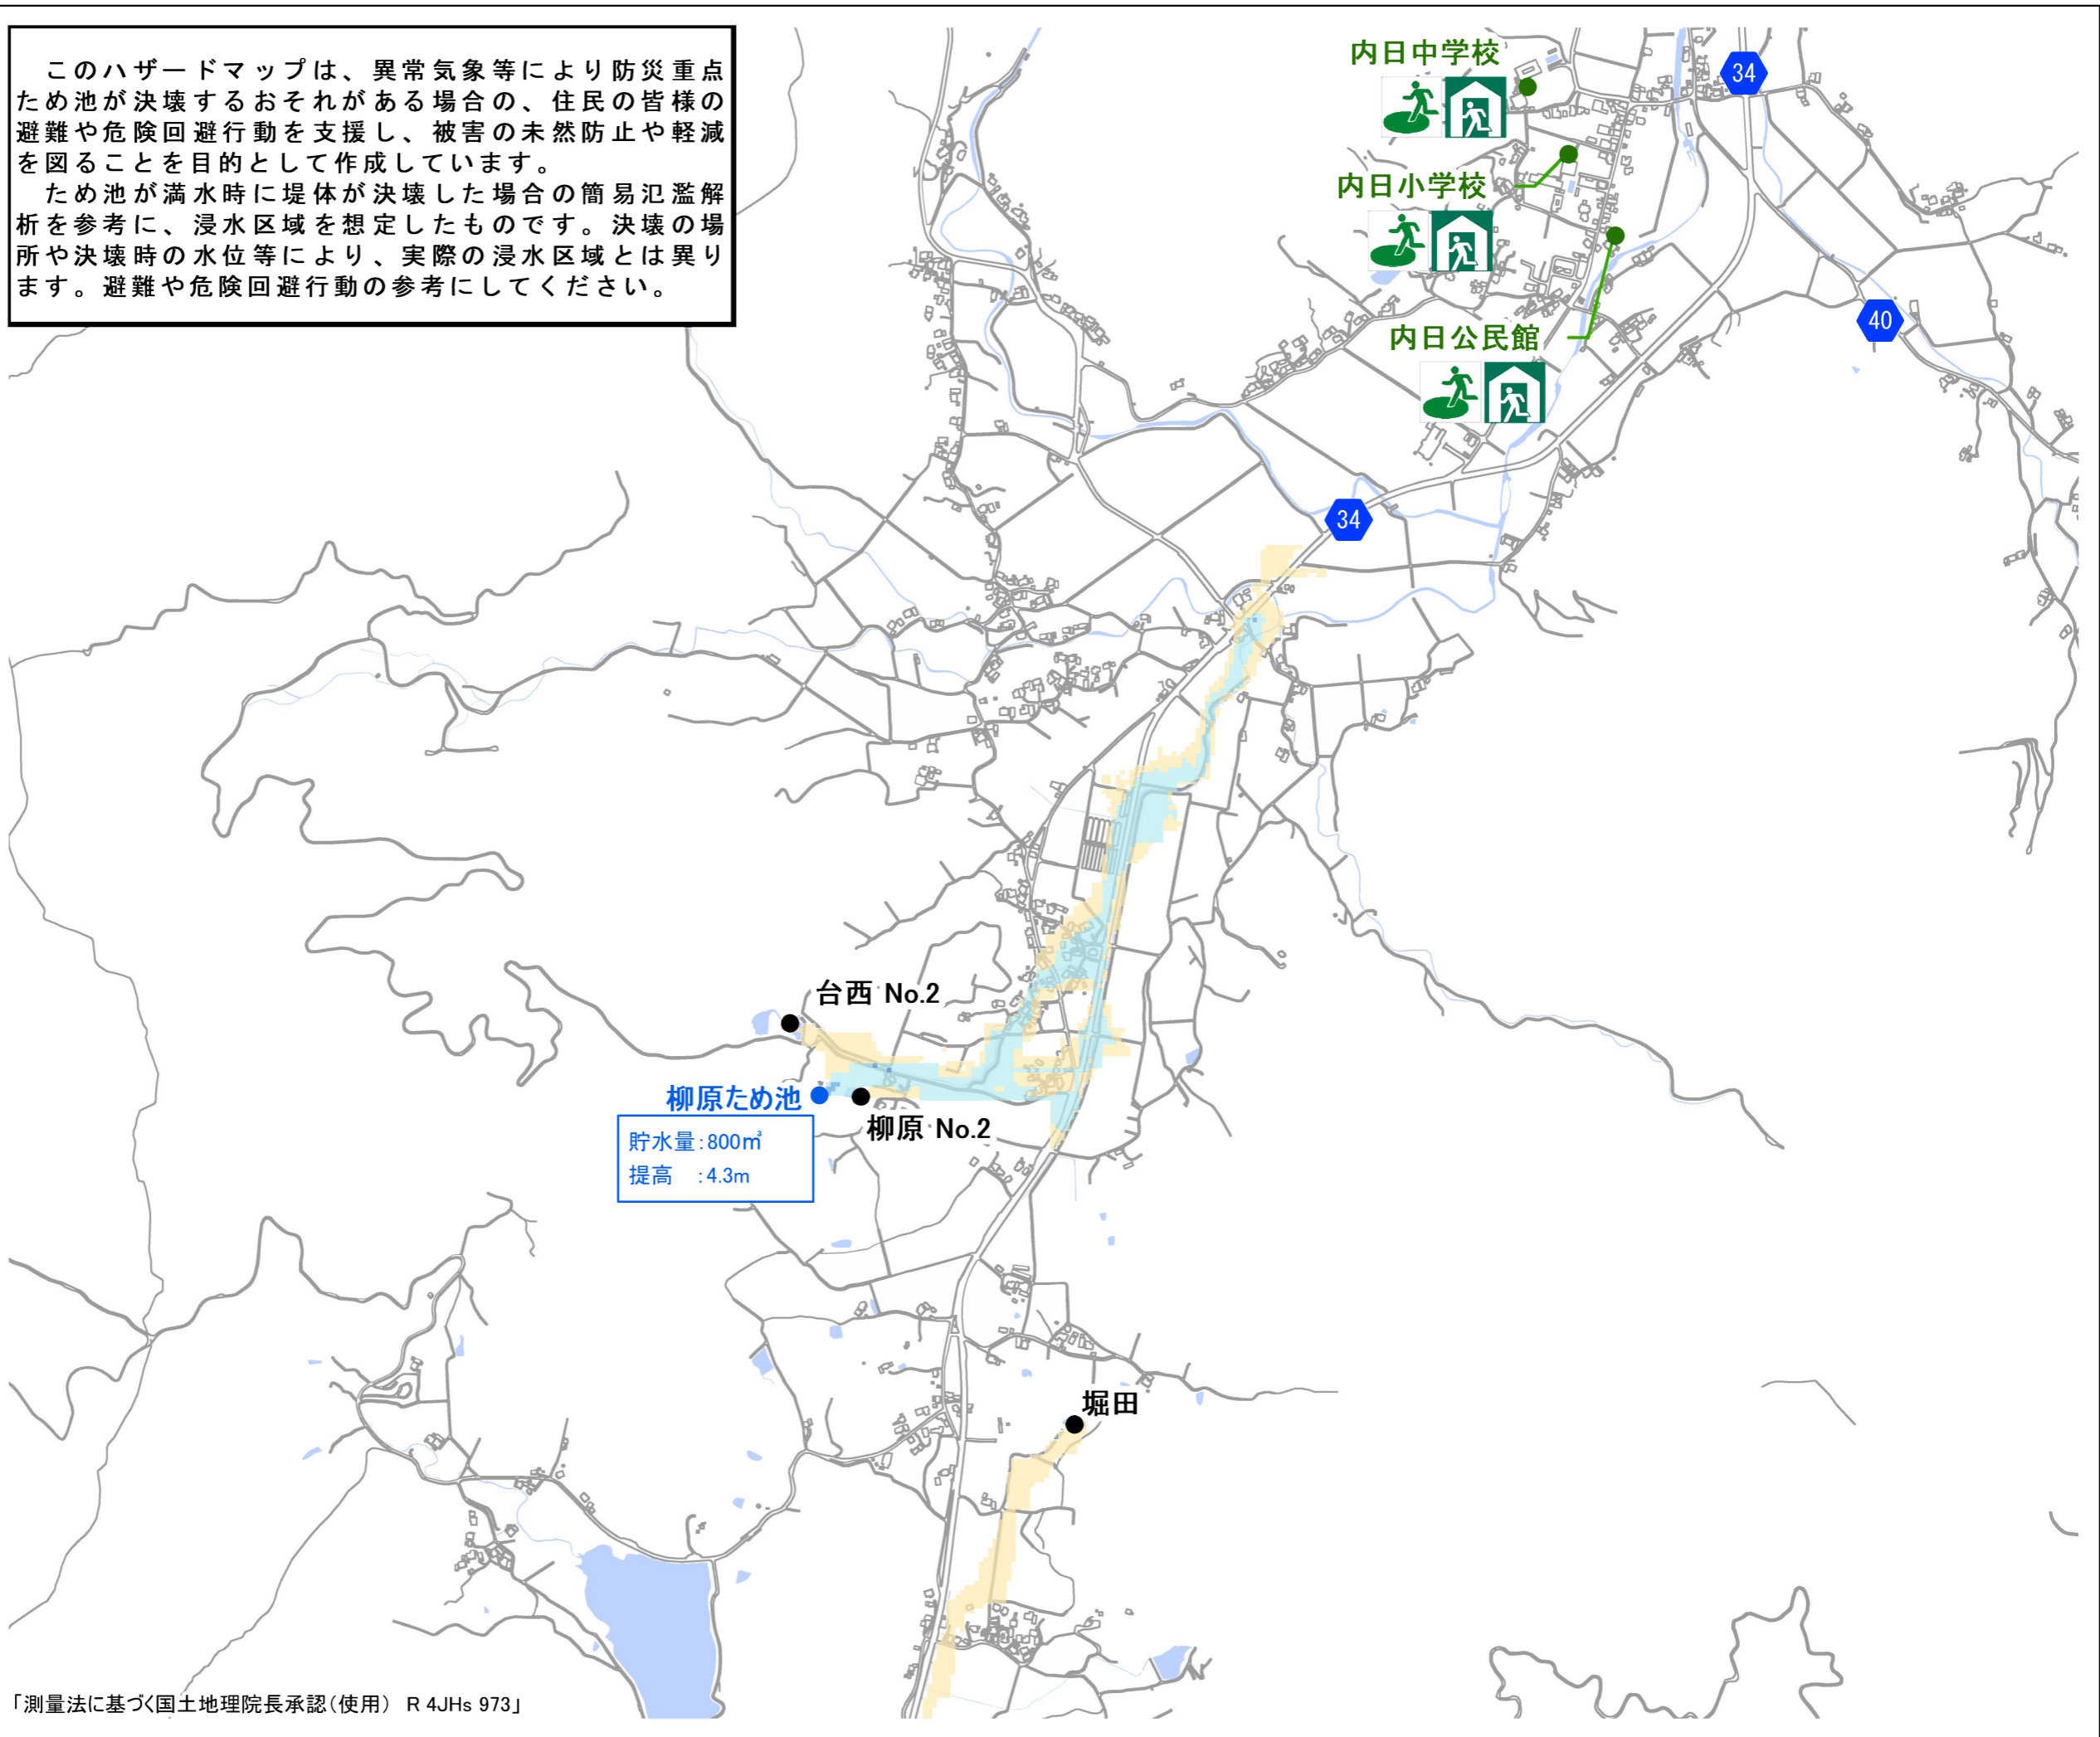 このハザードマップは、異常気象等により防災重点
ため池が決壊するおそれがある場合の、住民の皆様の
避難や危険回避行動を支援し、被害の未然防止や軽減
を図ることを目的として作成しています。
ため池が満水時に堤体が決壊した場合の簡易氾濫解
析を参考に、浸水区域を想定したものです。決壊の場
所や決壊時の水位等により、実際の浸水区域とは異り
ます。避難や危険回避行動の参考にしてください。
内日中学校
34
内日小学校
40
内日公民館
34
台西 No.2
柳原ため池
柳原 No.2
貯水量:800㎥
提高 :4.3m
堀田
「測量法に基づく国土地理院長承認(使用) R 4JHs 973」